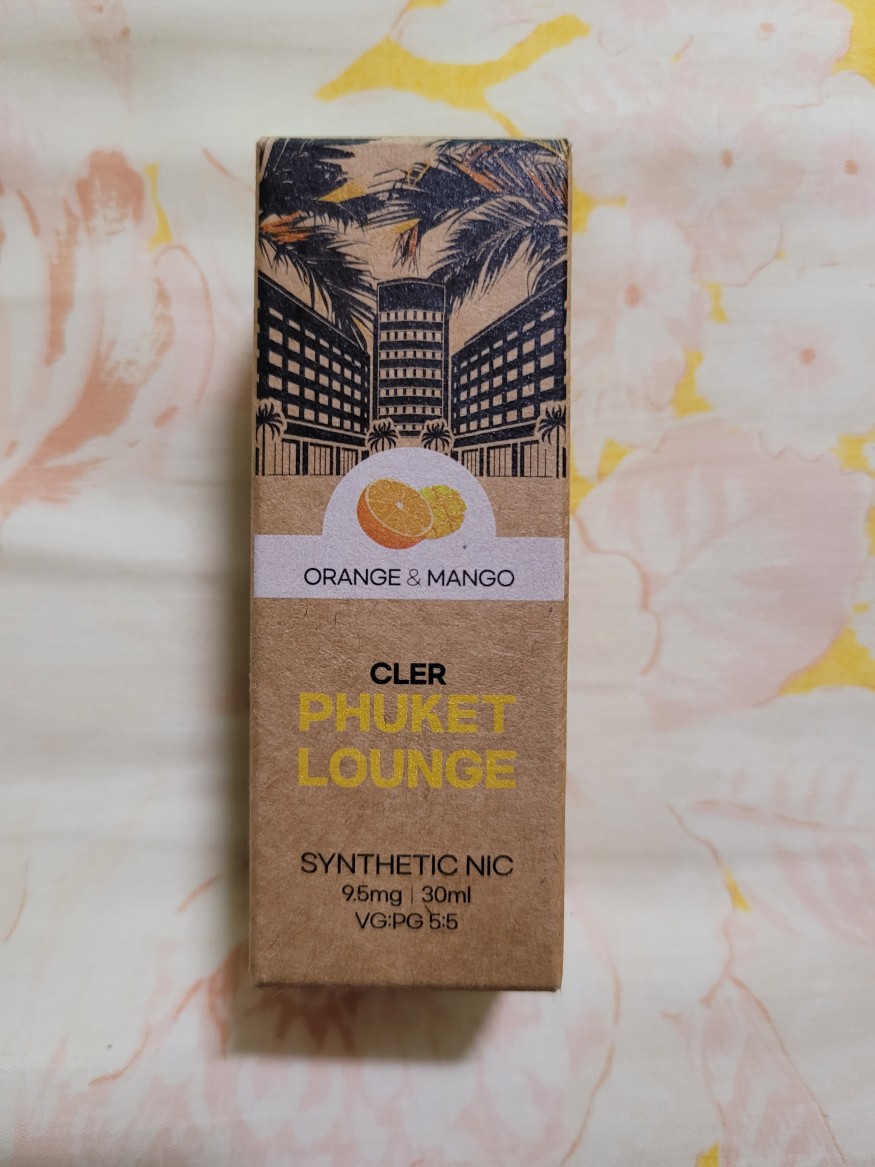 ORANGE & MANGO
CLER
PHUKET
LOUNGE
SYNTHETIC NIC
9.5mg | 30ml
VG:PG 5:5